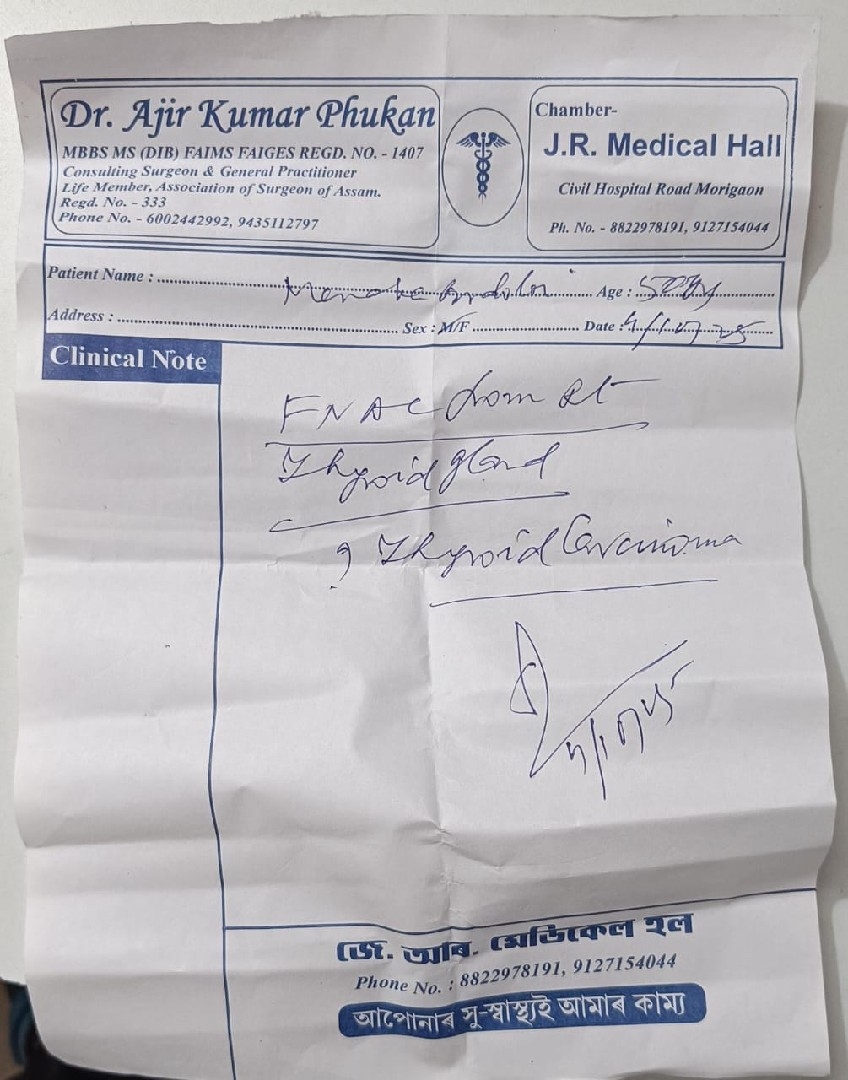 Dr. Ajir Kumar Phukan
MBBS MS (DIB) FAIMS FAIGES REGD. NO. - 1407
Consulting Surgeon & General Practitioner
Life Member, Association of Surgeon of Assam.
Regd. No. - 333
Phone No. - 6002442992, 9435112797
Chamber-
J.R. Medical Hall
Civil Hospital Road Morigaon
Ph. No. - 8822978191, 9127154044
Patient Name : Age :
Address : Sex : M/F Date :
Clinical Note
FNAC from Rt
Thyroid gland
? Thyroid Carcinoma
জে. আৰ. মেডিকেল হল
Phone No. : 8822978191, 9127154044
আপোনাৰ সু-স্বাস্থ্যই আমাৰ কাম্য